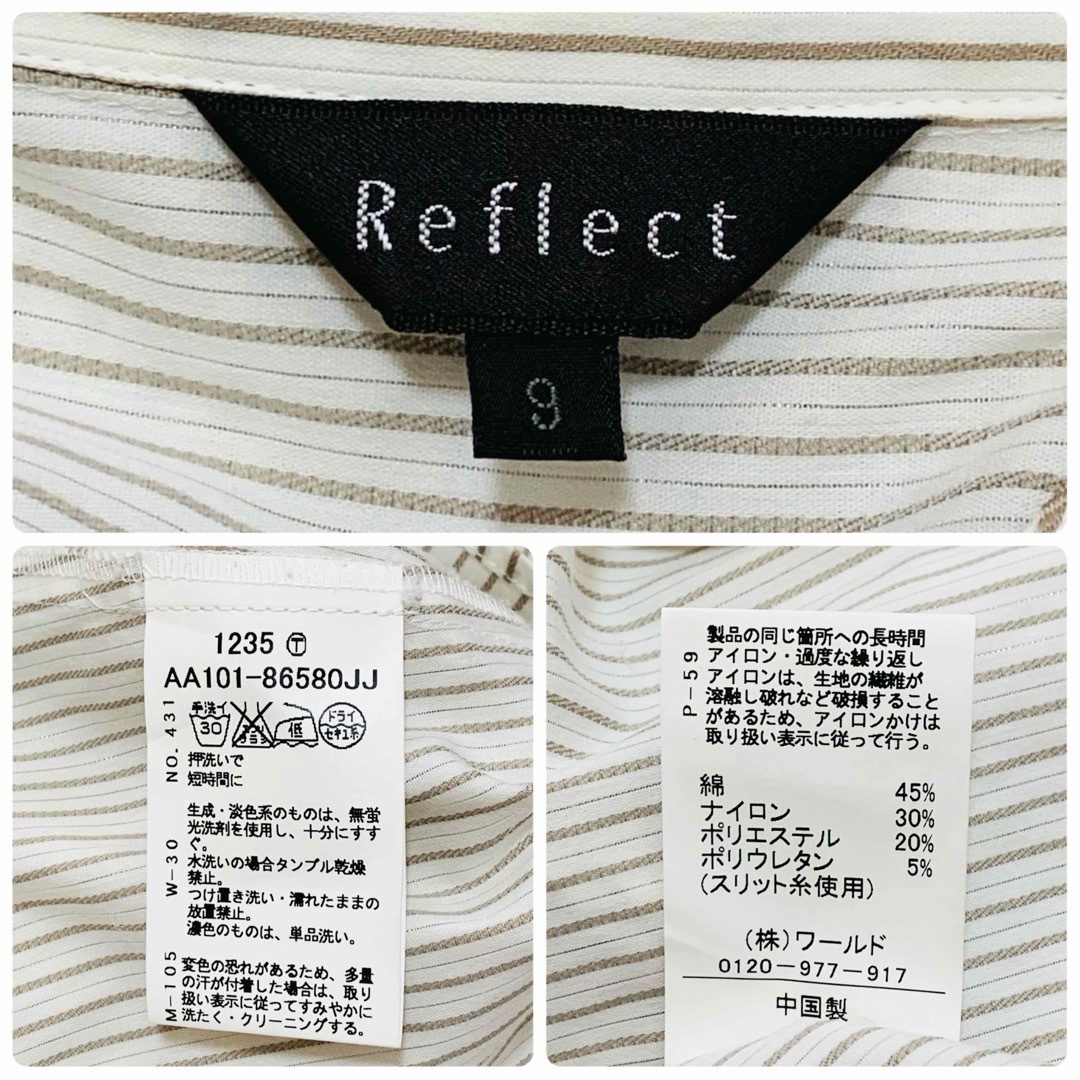 Reflect
9
1235 Ⓣ
AA101-86580JJ
手洗イ
30
エンソ
サラシ
低
ドライ
セキユ系
NO. 431
押洗いで
短時間に
W-30
生成・淡色系のものは、無蛍
光洗剤を使用し、十分にすす
ぐ。
水洗いの場合タンブル乾燥
禁止。
つけ置き洗い・濡れたままの
放置禁止。
濃色のものは、単品洗い。
M-105
変色の恐れがあるため、多量
の汗が付着した場合は、取り
扱い表示に従ってすみやかに
洗たく・クリーニングする。
P-59
製品の同じ箇所への長時間
アイロン・過度な繰り返し
アイロンは、生地の繊維が
溶融し破れなど破損すること
があるため、アイロンかけは
取り扱い表示に従って行う。
綿 45%
ナイロン 30%
ポリエステル 20%
ポリウレタン 5%
(スリット糸使用)
(株)ワールド
0120-977-917
中国製